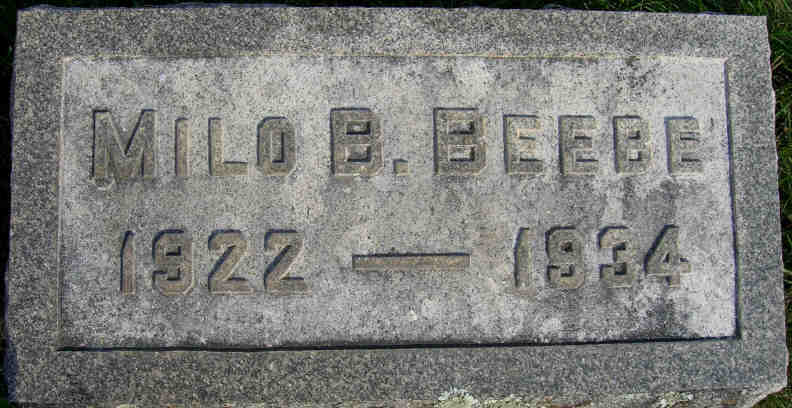 MILO B. BEEBE
1922 — 1934